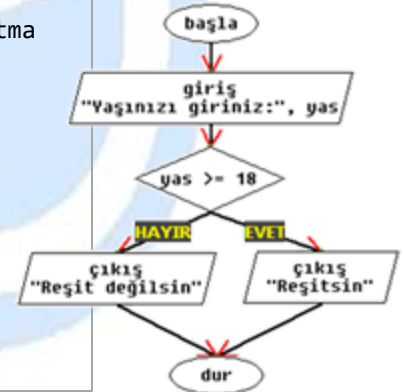 başla
tma
giriş
"Yaşınızı giriniz:", yas
yas >= 18
HAYIR
EVET
çıkış
"Reşit değilsin"
çıkış
"Reşitsin"
dur